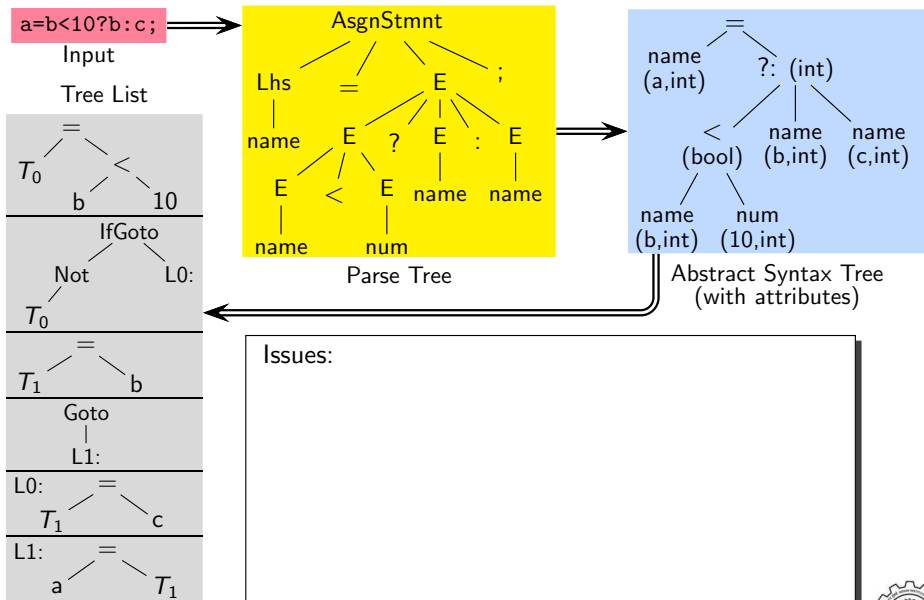 a=b<10?b:c;
Input
AsgnStmnt
Lhs = E ;
name E ? E : E
E < E name name
name num
Parse Tree
=
name
(a,int)
?: (int)
< name name
(bool) (b,int) (c,int)
name num
(b,int) (10,int)
Abstract Syntax Tree
(with attributes)
Tree List
=
T0 <
b 10
IfGoto
Not L0:
T0
=
T1 b
Goto
L1:
L0: =
T1 c
L1: =
a T1
Issues: